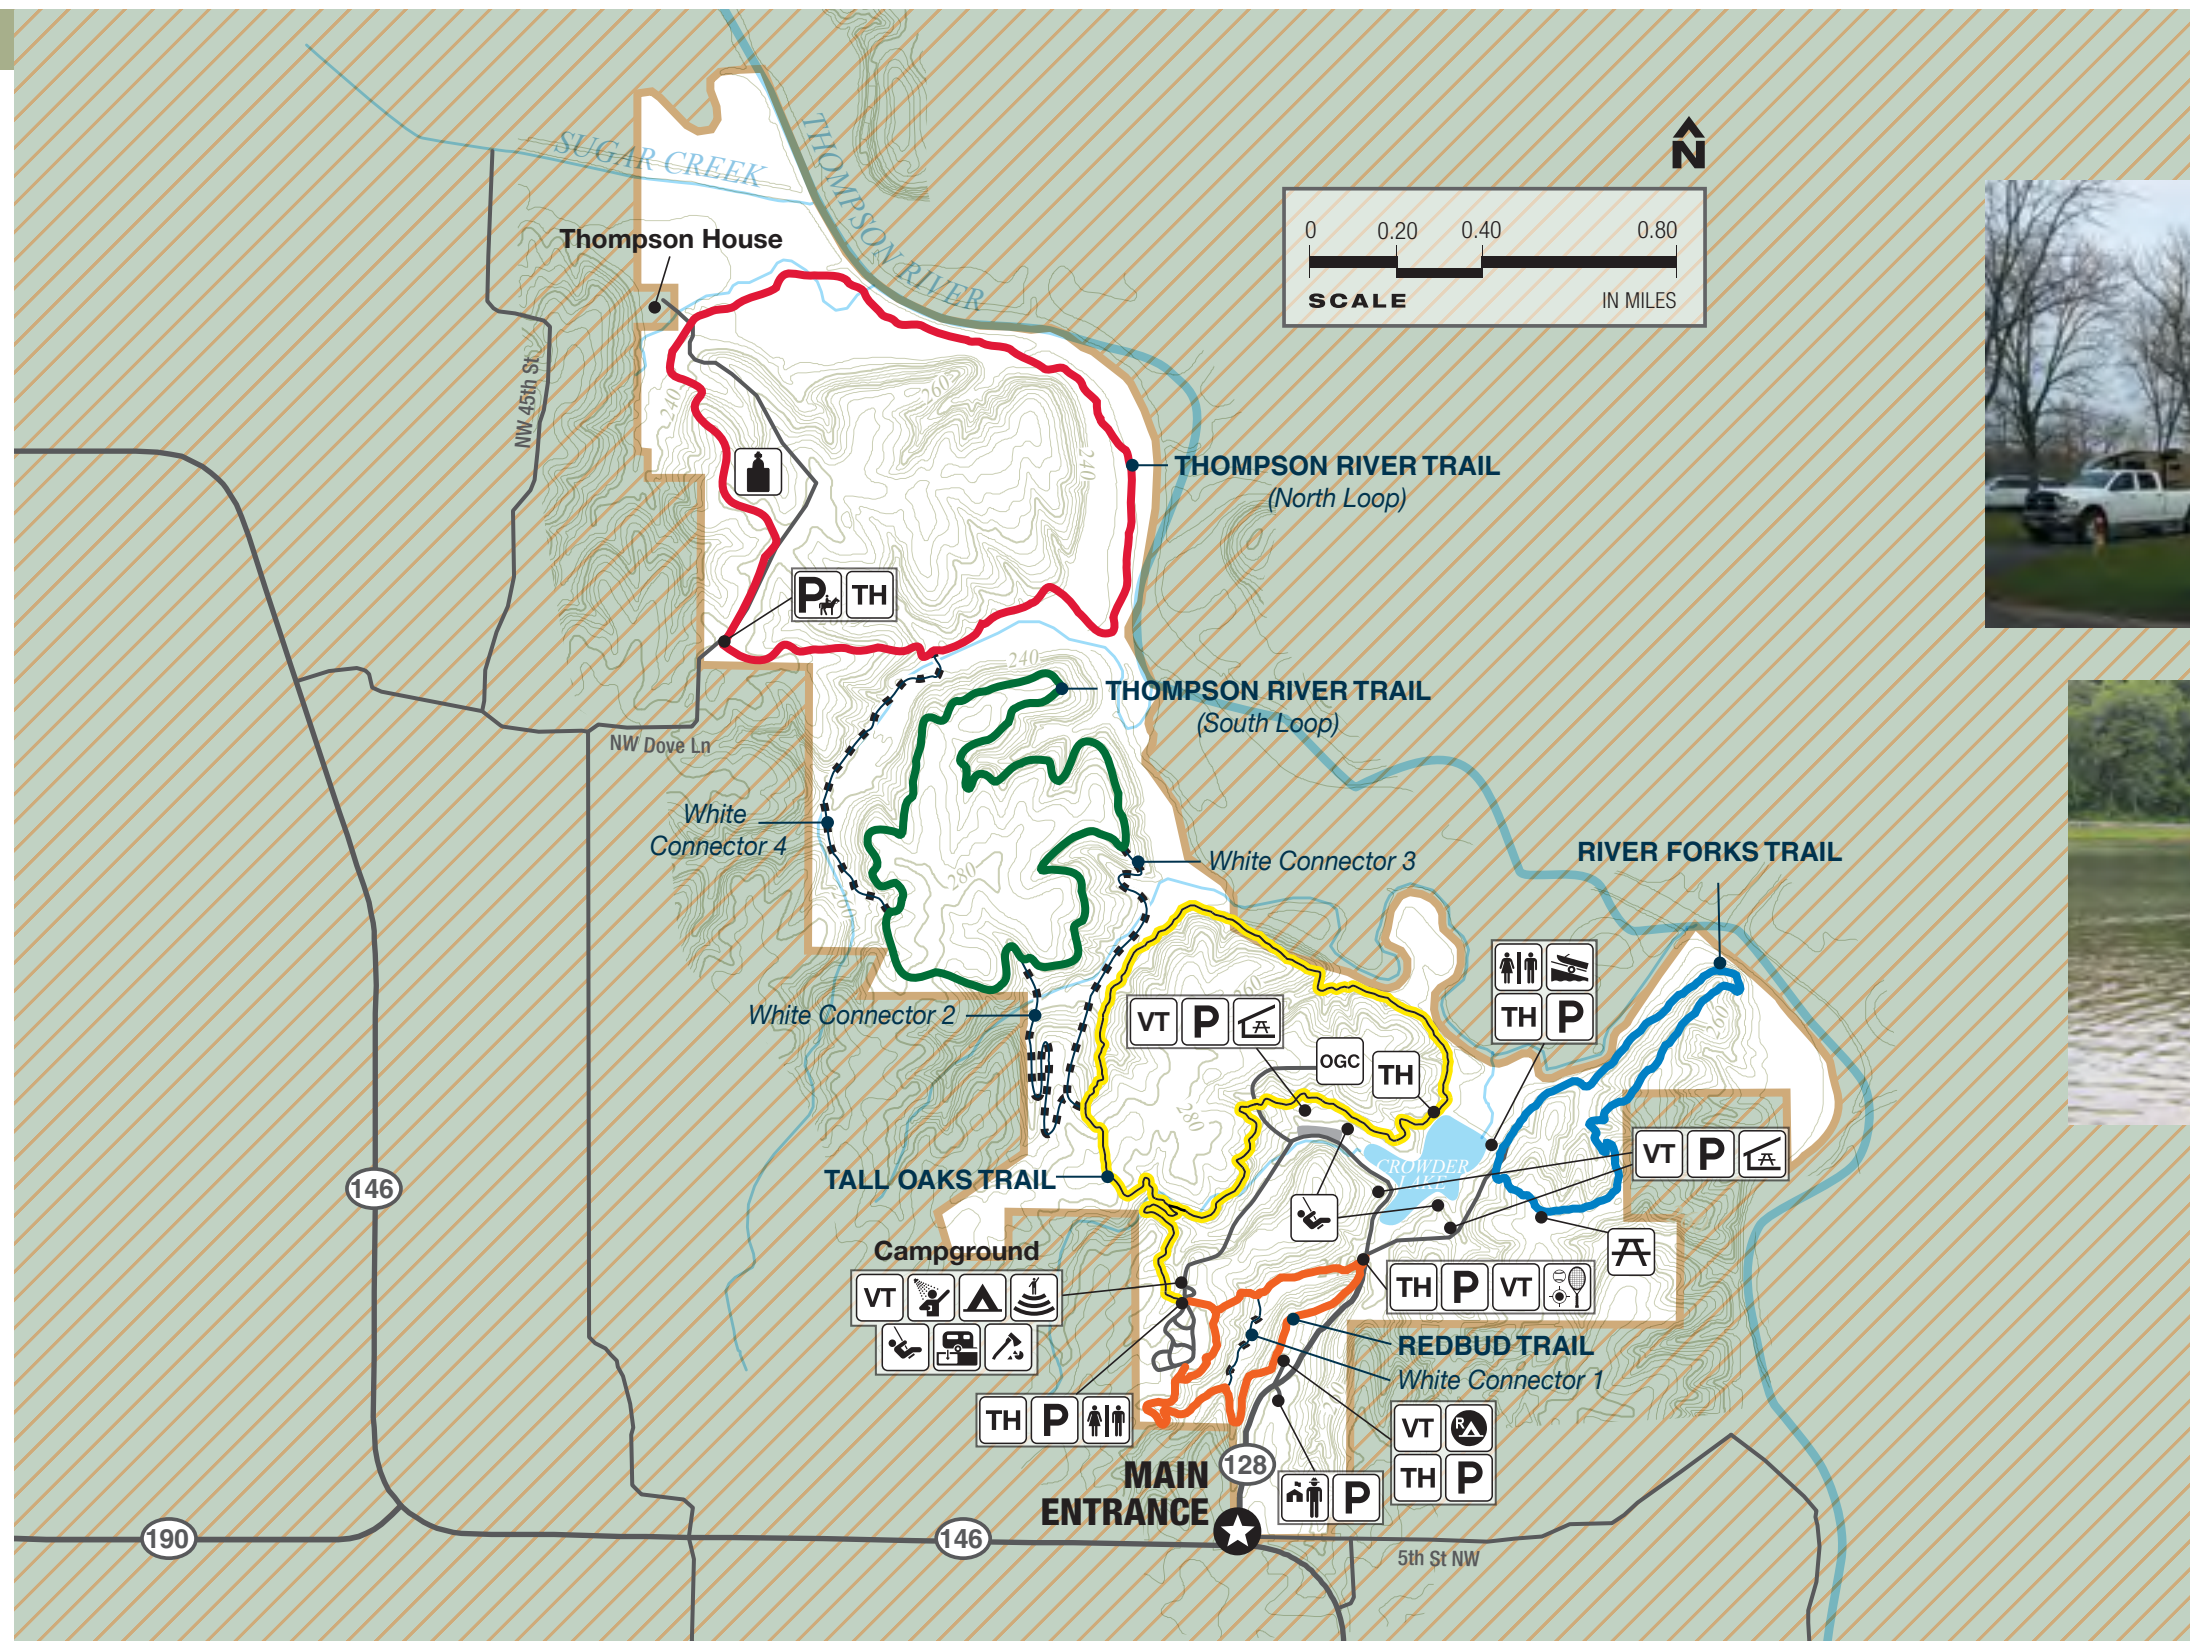 SUGAR CREEK
THOMPSON RIVER
N
0 0.20 0.40 0.80
SCALE IN MILES
Thompson House
NW 45th St
240
260
240
THOMPSON RIVER TRAIL
(North Loop)
P TH
240
THOMPSON RIVER TRAIL
(South Loop)
NW Dove Ln
White
Connector 4
White Connector 3
RIVER FORKS TRAIL
280
260
White Connector 2
VT P
OGC
TH
TH P
260
260
280
CROWDER
LAKE
VT P
TALL OAKS TRAIL
146
Campground
VT
TH P VT
REDBUD TRAIL
White Connector 1
TH P
VT R
TH P
128
MAIN
ENTRANCE
P
190
146
5th St NW